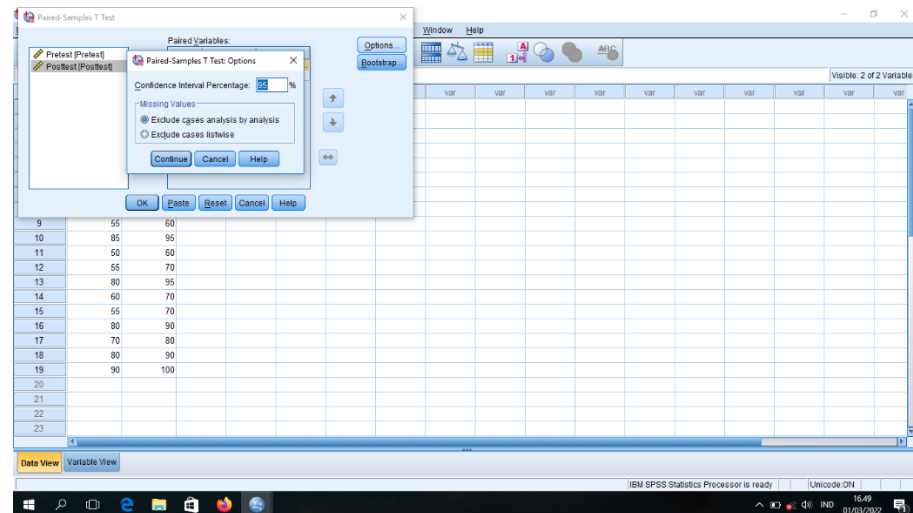 Paired-Samples T Test
Window Help
Paired Variables:
Pretest [Pretest]
Posttest [Posttest]
Options...
Bootstrap...
Paired-Samples T Test: Options
Confidence Interval Percentage: 95 %
Missing Values
Exclude cases analysis by analysis
Exclude cases listwise
Continue Cancel Help
OK Paste Reset Cancel Help
Visible: 2 of 2 Variable
var var var var var var var var var var
9 55 60
10 85 95
11 50 60
12 55 70
13 80 95
14 60 70
15 55 70
16 80 90
17 70 80
18 80 90
19 90 100
20
21
22
23
Data View Variable View
IBM SPSS Statistics Processor is ready Unicode:ON
IND 16.49
01/03/2022